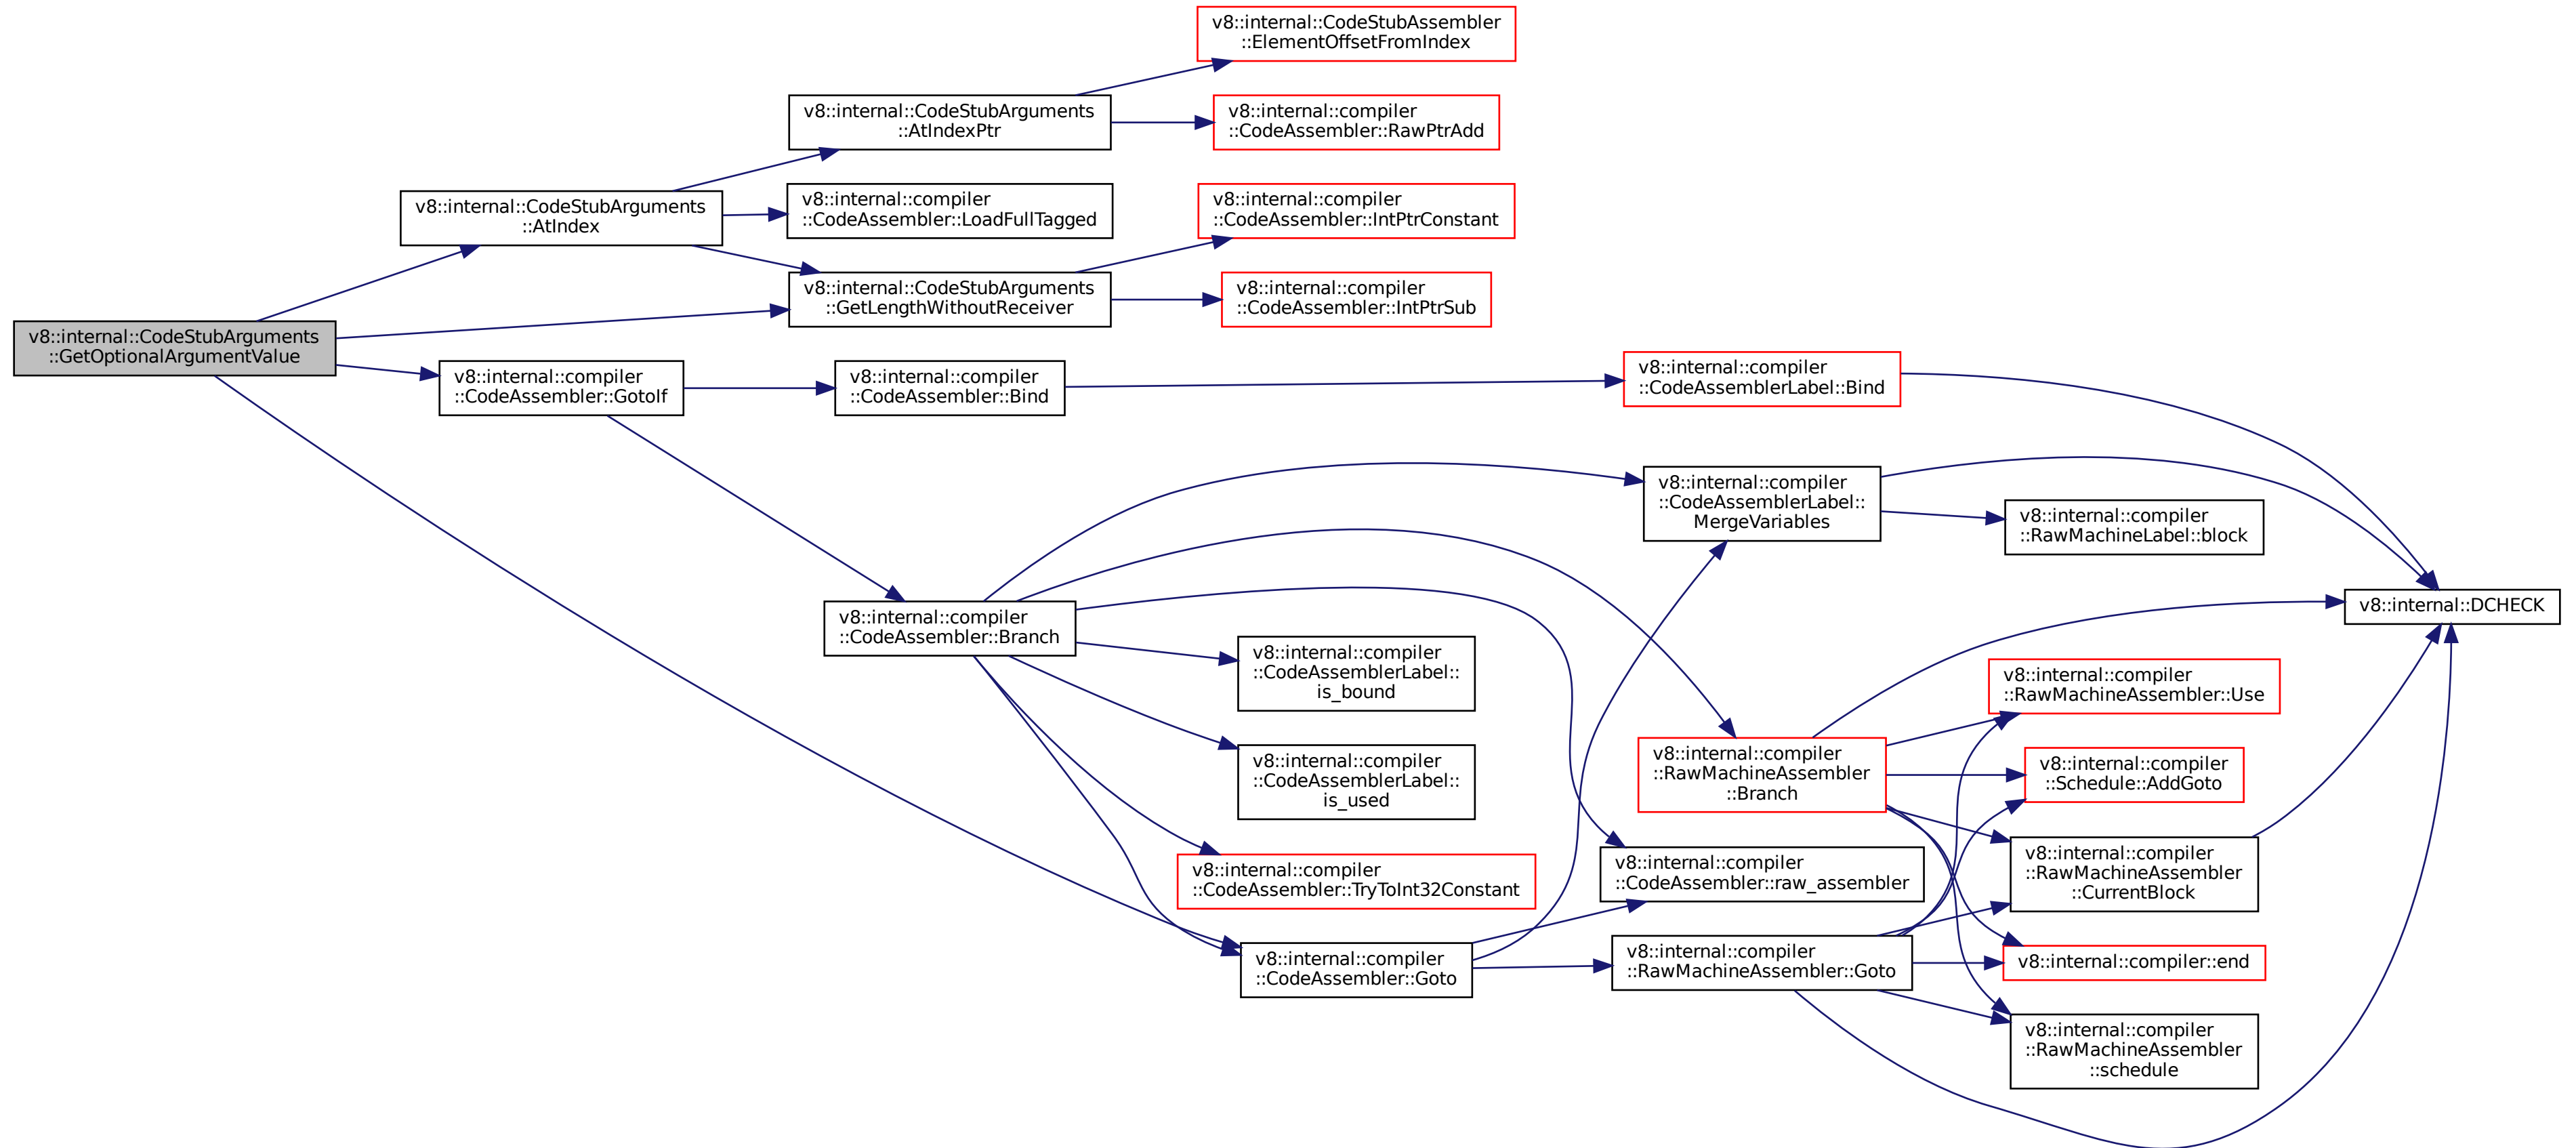 v8::internal::CodeStubArguments
::GetOptionalArgumentValue
v8::internal::CodeStubArguments
::AtIndex
v8::internal::CodeStubArguments
::AtIndexPtr
v8::internal::CodeStubAssembler
::ElementOffsetFromIndex
v8::internal::compiler
::CodeAssembler::RawPtrAdd
v8::internal::compiler
::CodeAssembler::LoadFullTagged
v8::internal::CodeStubArguments
::GetLengthWithoutReceiver
v8::internal::compiler
::CodeAssembler::IntPtrConstant
v8::internal::compiler
::CodeAssembler::IntPtrSub
v8::internal::compiler
::CodeAssembler::GotoIf
v8::internal::compiler
::CodeAssembler::Bind
v8::internal::compiler
::CodeAssemblerLabel::Bind
v8::internal::compiler
::CodeAssembler::Branch
v8::internal::compiler
::CodeAssemblerLabel::
MergeVariables
v8::internal::compiler
::RawMachineLabel::block
v8::internal::DCHECK
v8::internal::compiler
::CodeAssemblerLabel::
is_bound
v8::internal::compiler
::CodeAssemblerLabel::
is_used
v8::internal::compiler
::CodeAssembler::TryToInt32Constant
v8::internal::compiler
::CodeAssembler::Goto
v8::internal::compiler
::RawMachineAssembler
::Branch
v8::internal::compiler
::CodeAssembler::raw_assembler
v8::internal::compiler
::RawMachineAssembler::Goto
v8::internal::compiler
::RawMachineAssembler::Use
v8::internal::compiler
::Schedule::AddGoto
v8::internal::compiler
::RawMachineAssembler
::CurrentBlock
v8::internal::compiler::end
v8::internal::compiler
::RawMachineAssembler
::schedule